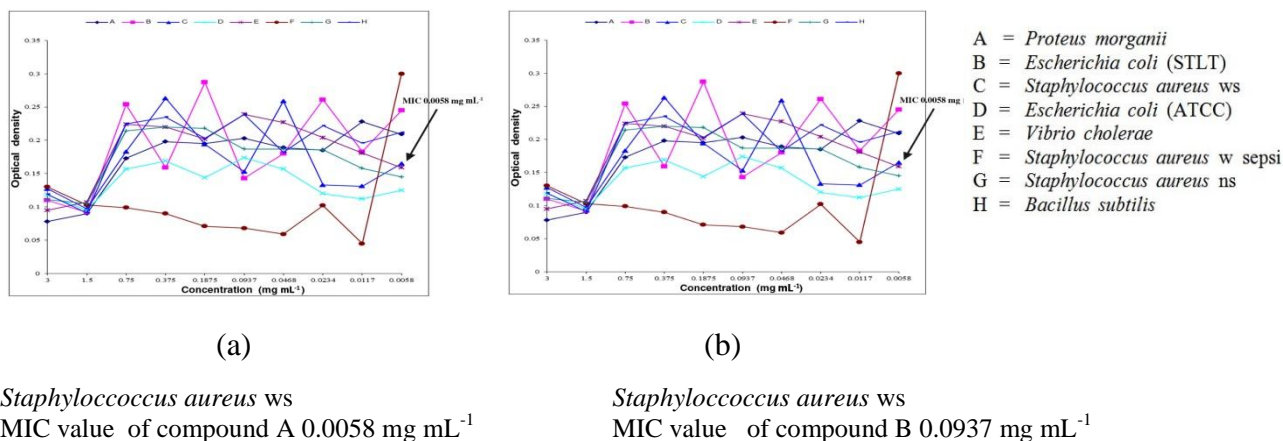 A B C D E F G H
0.35
0.3
0.25
0.2
0.15
0.1
0.05
0
Optical density
MIC 0.0058 mg mL⁻¹
3 1.5 0.75 0.375 0.1875 0.0937 0.0468 0.0234 0.0117 0.0058
Concentration (mg mL⁻¹)
(a)
A B C D E F G H
0.35
0.3
0.25
0.2
0.15
0.1
0.05
0
Optical density
MIC 0.0058 mg
3 1.5 0.75 0.375 0.1875 0.0937 0.0468 0.0234 0.0117 0.0058
Concentration (mg mL⁻¹)
(b)
A = Proteus morganii
B = Escherichia coli (STLT)
C = Staphylococcus aureus ws
D = Escherichia coli (ATCC)
E = Vibrio cholerae
F = Staphylococcus aureus w sepsi
G = Staphylococcus aureus ns
H = Bacillus subtilis
Staphyloccoccus aureus ws
MIC value of compound A 0.0058 mg mL⁻¹
Staphyloccoccus aureus ws
MIC value of compound B 0.0937 mg mL⁻¹